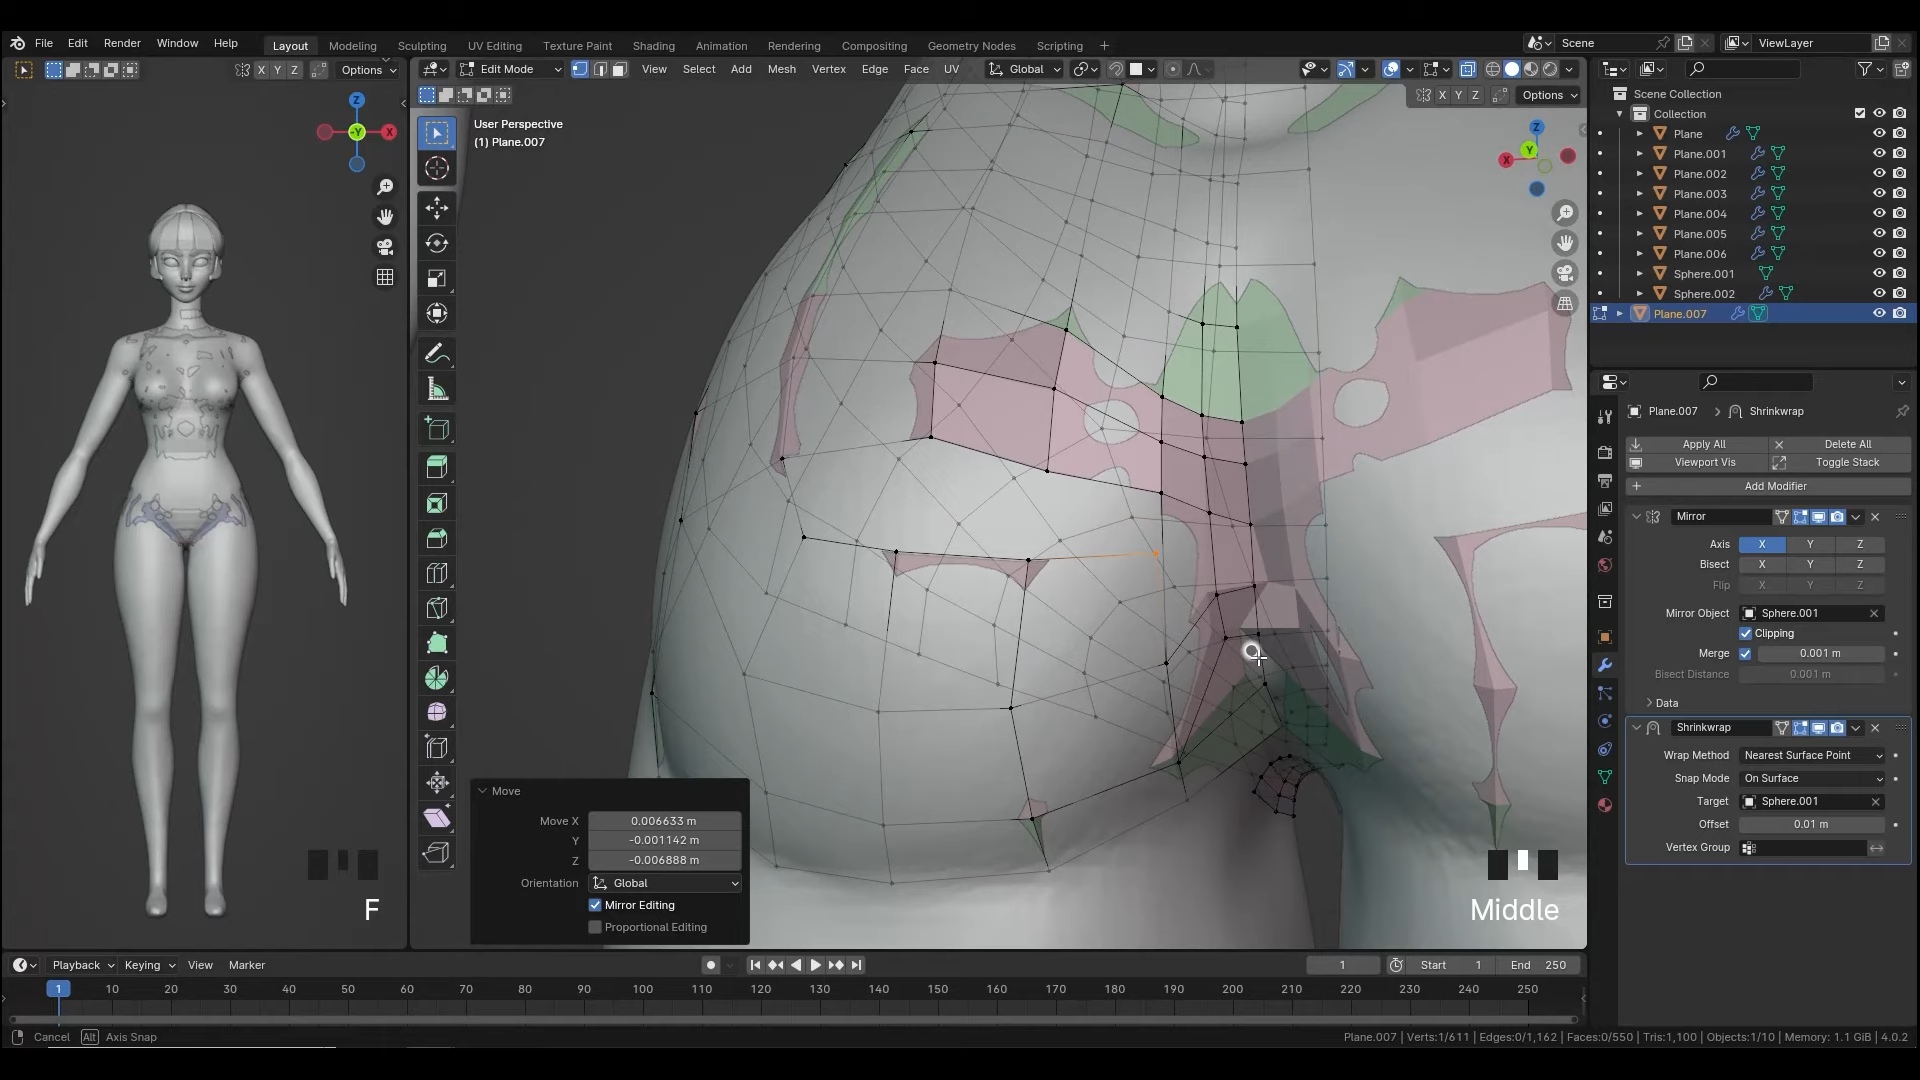 File Edit Render Window Help Layout Modeling Sculpting UV Editing Texture Paint Shading Animation Rendering Compositing Geometry Nodes Scripting + Scene ViewLayer
X Y Z Options Edit Mode View Select Add Mesh Vertex Edge Face UV Global
X Y Z Options
User Perspective
(1) Plane.007
Z
-Y X
Z
Y
X
Scene Collection
Collection
Plane
Plane.001
Plane.002
Plane.003
Plane.004
Plane.005
Plane.006
Sphere.001
Sphere.002
Plane.007
Plane.007 > Shrinkwrap
Apply All Delete All
Viewport Vis Toggle Stack
Add Modifier
Mirror
Axis X Y Z
Bisect X Y Z
Flip X Y Z
Mirror Object Sphere.001
Clipping
Merge 0.001 m
Bisect Distance 0.001 m
Data
Shrinkwrap
Wrap Method Nearest Surface Point
Snap Mode On Surface
Target Sphere.001
Offset 0.01 m
Vertex Group
Move
Move X 0.006633 m
Y -0.001142 m
Z -0.006888 m
Orientation Global
Mirror Editing
Proportional Editing
F
Middle
Playback Keying View Marker 1 Start 1 End 250
1 10 20 30 40 50 60 70 80 90 100 110 120 130 140 150 160 170 180 190 200 210 220 230 240 250
Cancel Alt Axis Snap Plane.007 | Verts:1/611 | Edges:0/1,162 | Faces:0/550 | Tris:1,100 | Objects:1/10 | Memory: 1.1 GiB | 4.0.2